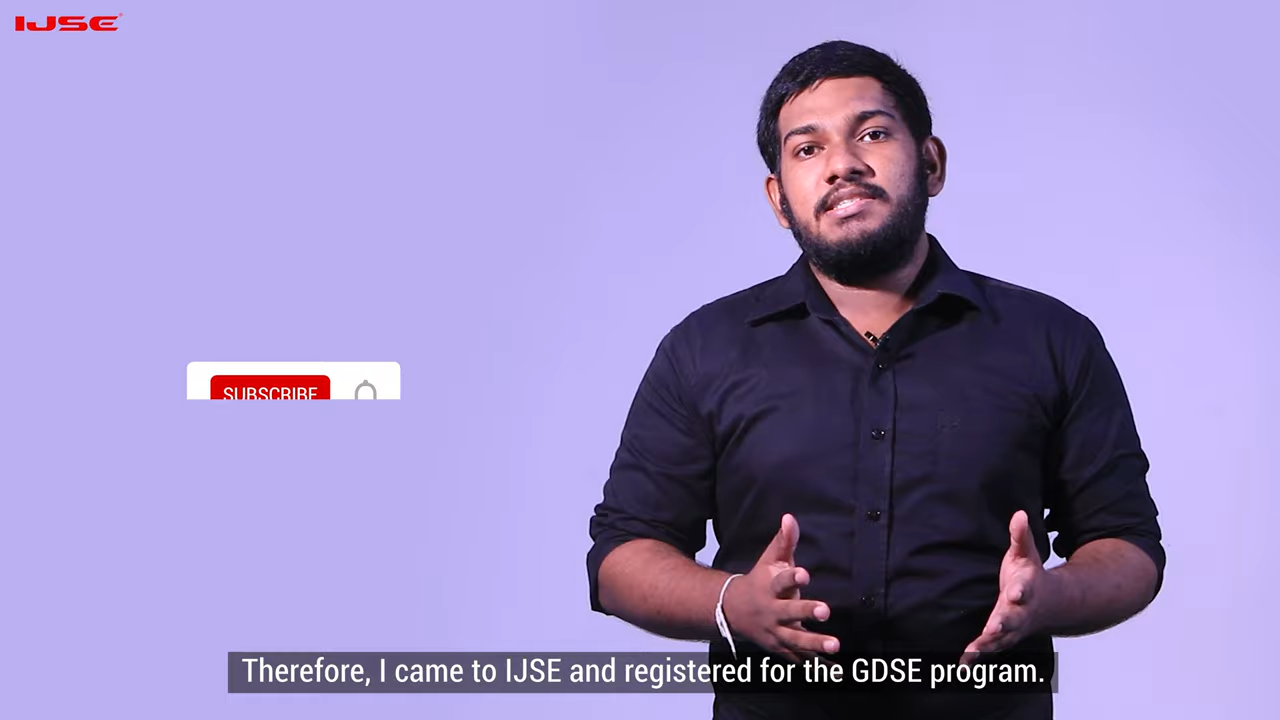 IJSE
SUBSCRIBE
Therefore, I came to IJSE and registered for the GDSE program.